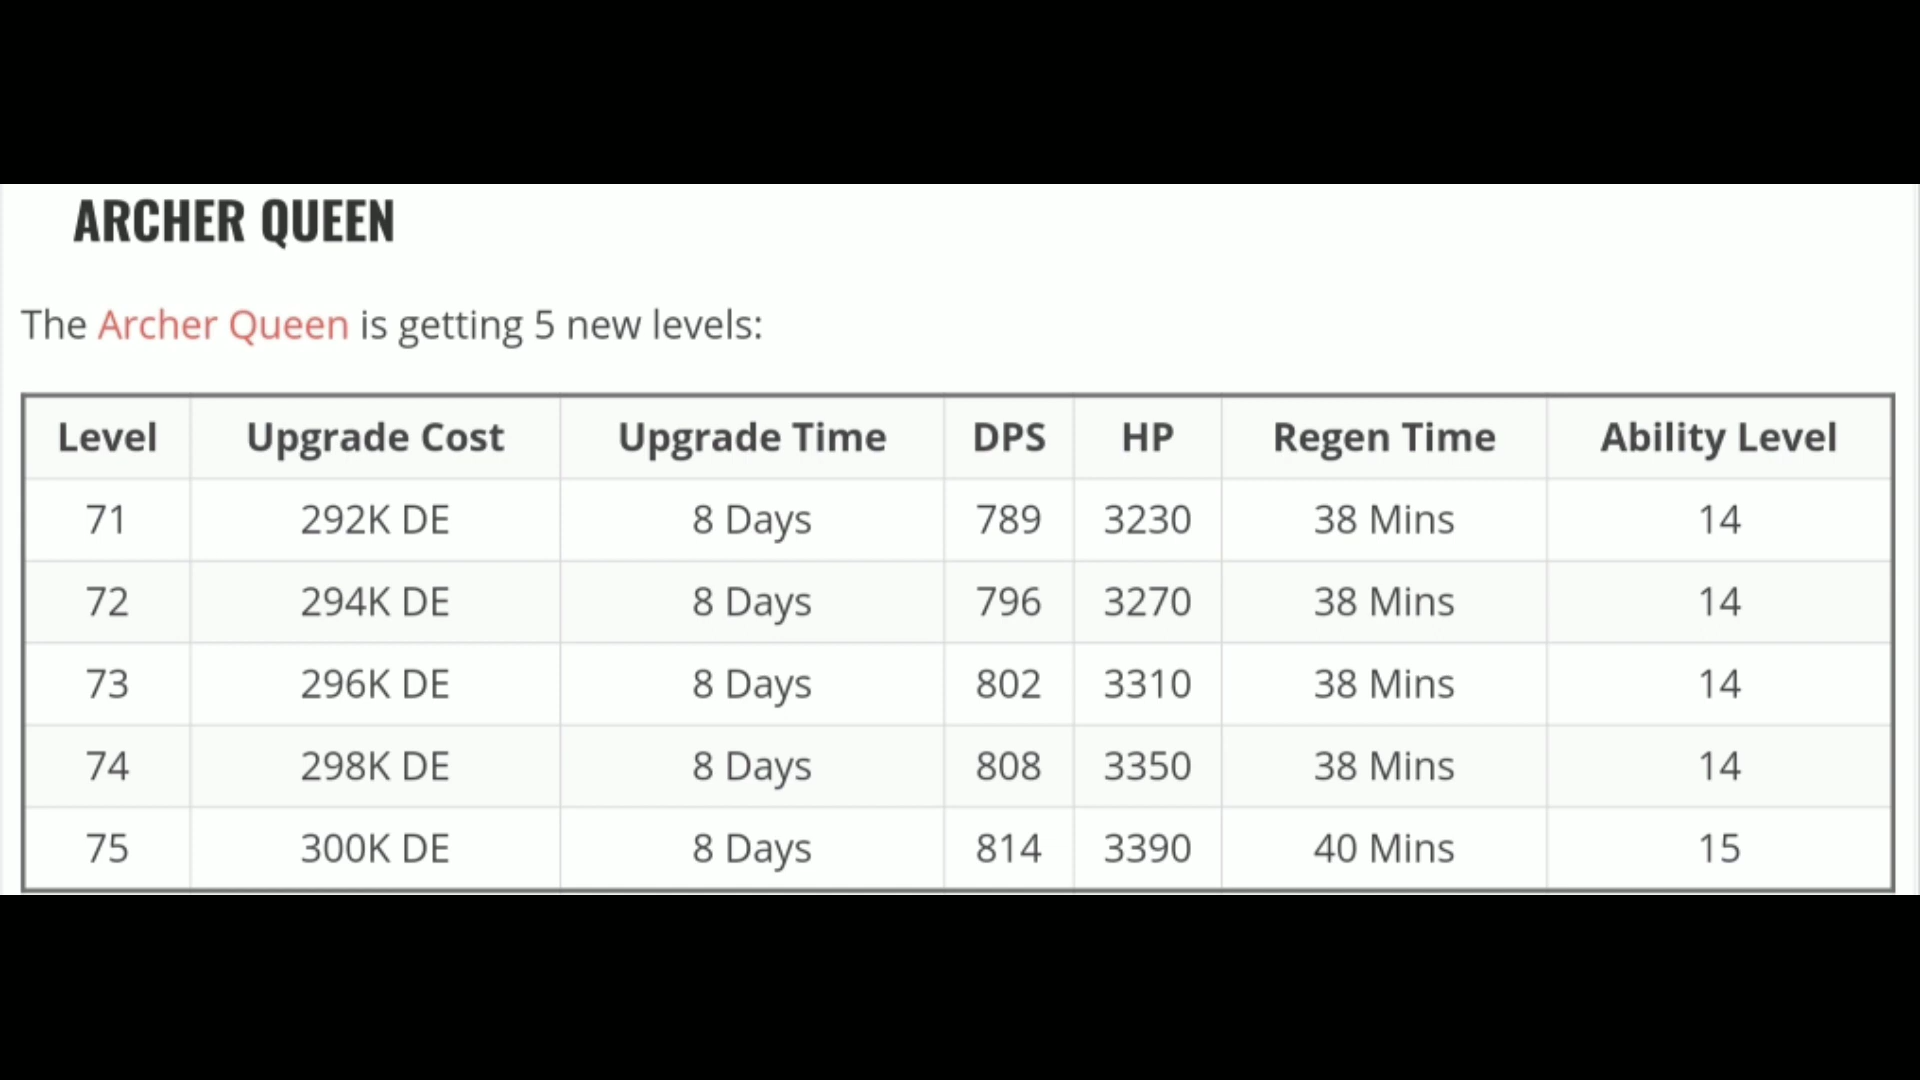 ARCHER QUEEN
The Archer Queen is getting 5 new levels:
Level Upgrade Cost Upgrade Time DPS HP Regen Time Ability Level
71 292K DE 8 Days 789 3230 38 Mins 14
72 294K DE 8 Days 796 3270 38 Mins 14
73 296K DE 8 Days 802 3310 38 Mins 14
74 298K DE 8 Days 808 3350 38 Mins 14
75 300K DE 8 Days 814 3390 40 Mins 15